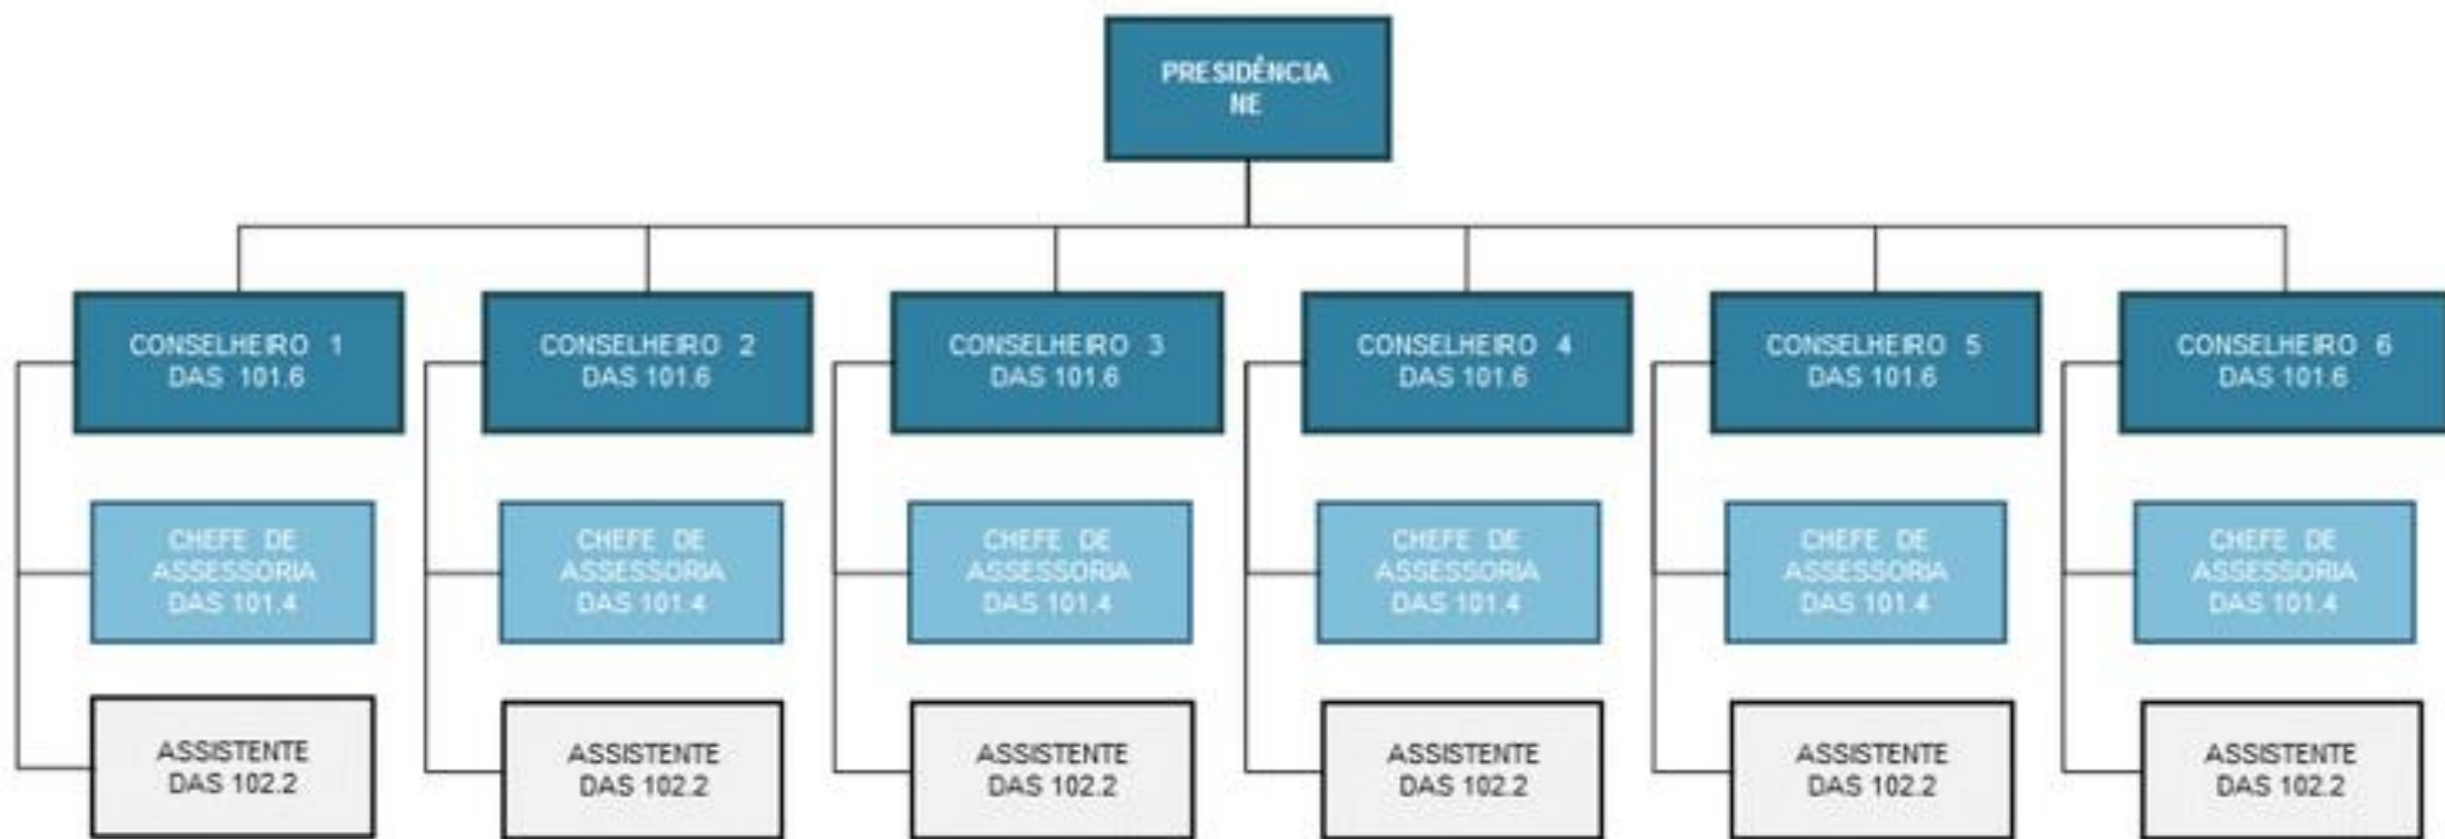 PRESIDÊNCIA
NE
CONSELHEIRO 1
DAS 101.6
CONSELHEIRO 2
DAS 101.6
CONSELHEIRO 3
DAS 101.6
CONSELHEIRO 4
DAS 101.6
CONSELHEIRO 5
DAS 101.6
CONSELHEIRO 6
DAS 101.6
CHEFE DE
ASSESSORIA
DAS 101.4
CHEFE DE
ASSESSORIA
DAS 101.4
CHEFE DE
ASSESSORIA
DAS 101.4
CHEFE DE
ASSESSORIA
DAS 101.4
CHEFE DE
ASSESSORIA
DAS 101.4
CHEFE DE
ASSESSORIA
DAS 101.4
ASSISTENTE
DAS 102.2
ASSISTENTE
DAS 102.2
ASSISTENTE
DAS 102.2
ASSISTENTE
DAS 102.2
ASSISTENTE
DAS 102.2
ASSISTENTE
DAS 102.2